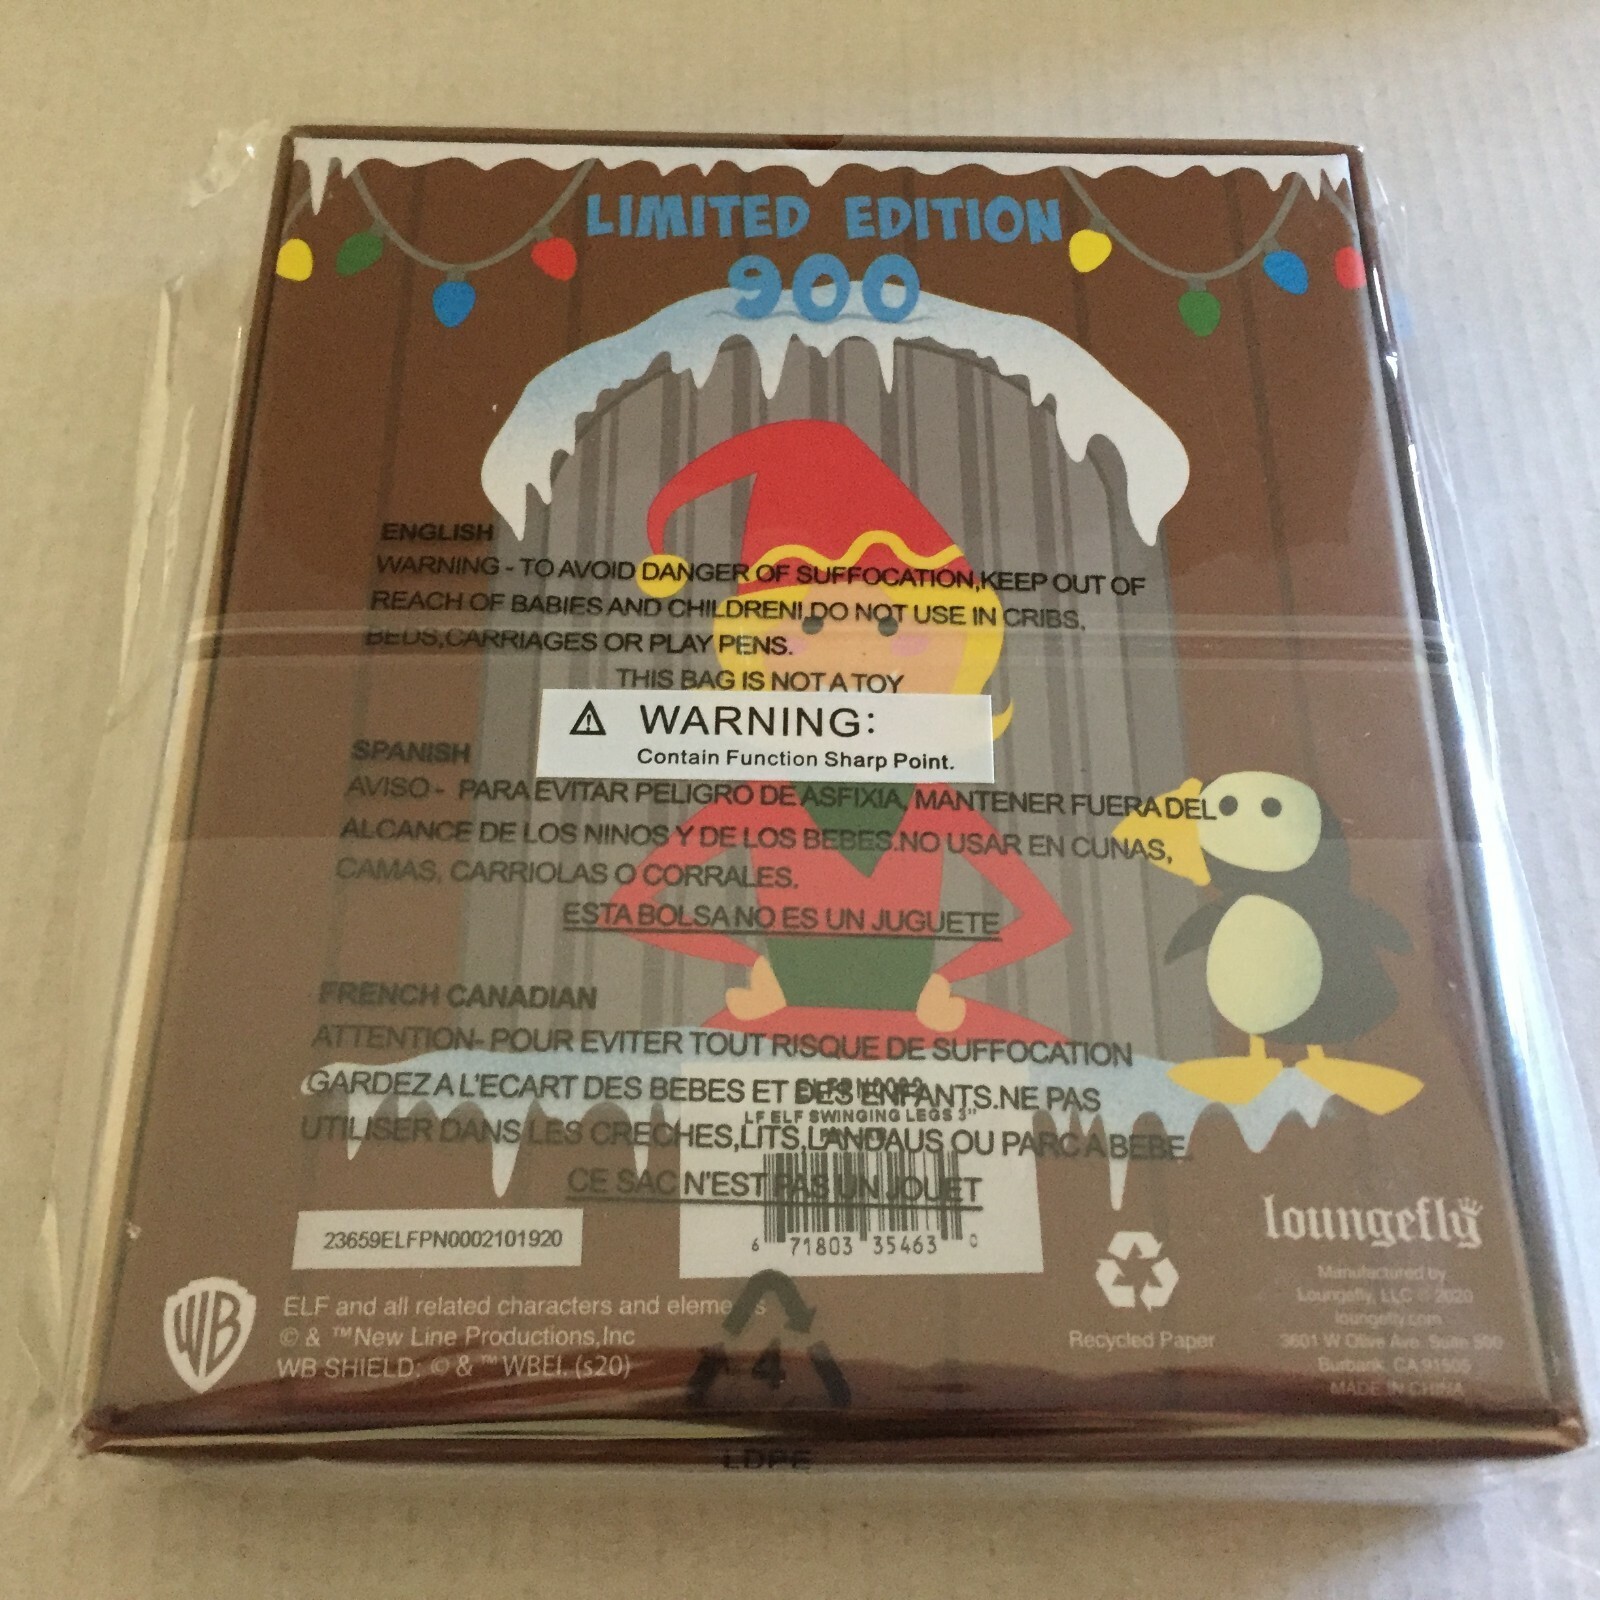 LIMITED EDITION
900
ENGLISH
WARNING - TO AVOID DANGER OF SUFFOCATION,KEEP OUT OF
REACH OF BABIES AND CHILDREN!,DO NOT USE IN CRIBS,
BEDS,CARRIAGES OR PLAY PENS.
THIS BAG IS NOT A TOY
WARNING:
Contain Function Sharp Point.
SPANISH
AVISO - PARA EVITAR PELIGRO DE ASFIXIA, MANTENER FUERA DEL
ALCANCE DE LOS NINOS Y DE LOS BEBES.NO USAR EN CUNAS,
CAMAS, CARRIOLAS O CORRALES.
ESTA BOLSA NO ES UN JUGUETE
FRENCH CANADIAN
ATTENTION- POUR EVITER TOUT RISQUE DE SUFFOCATION
GARDEZ A L'ECART DES BEBES ET DES ENFANTS.NE PAS
LF ELF SWINGING LEGS 3"
UTILISER DANS LES CRECHES,LITS,LANDAUS OU PARC A BEBE.
CE SAC N'EST PAS UN JOUET
23659ELFPN0002101920
6 71803 35463 0
loungefly
Manufactured by
Loungefly, LLC © 2020
loungefly.com
3601 W Olive Ave. Suite 500
Burbank, CA 91505
MADE IN CHINA
Recycled Paper
WB
ELF and all related characters and elements
© & ™New Line Productions,Inc
WB SHIELD: © & ™ WBEI. (s20)
4
LDPE